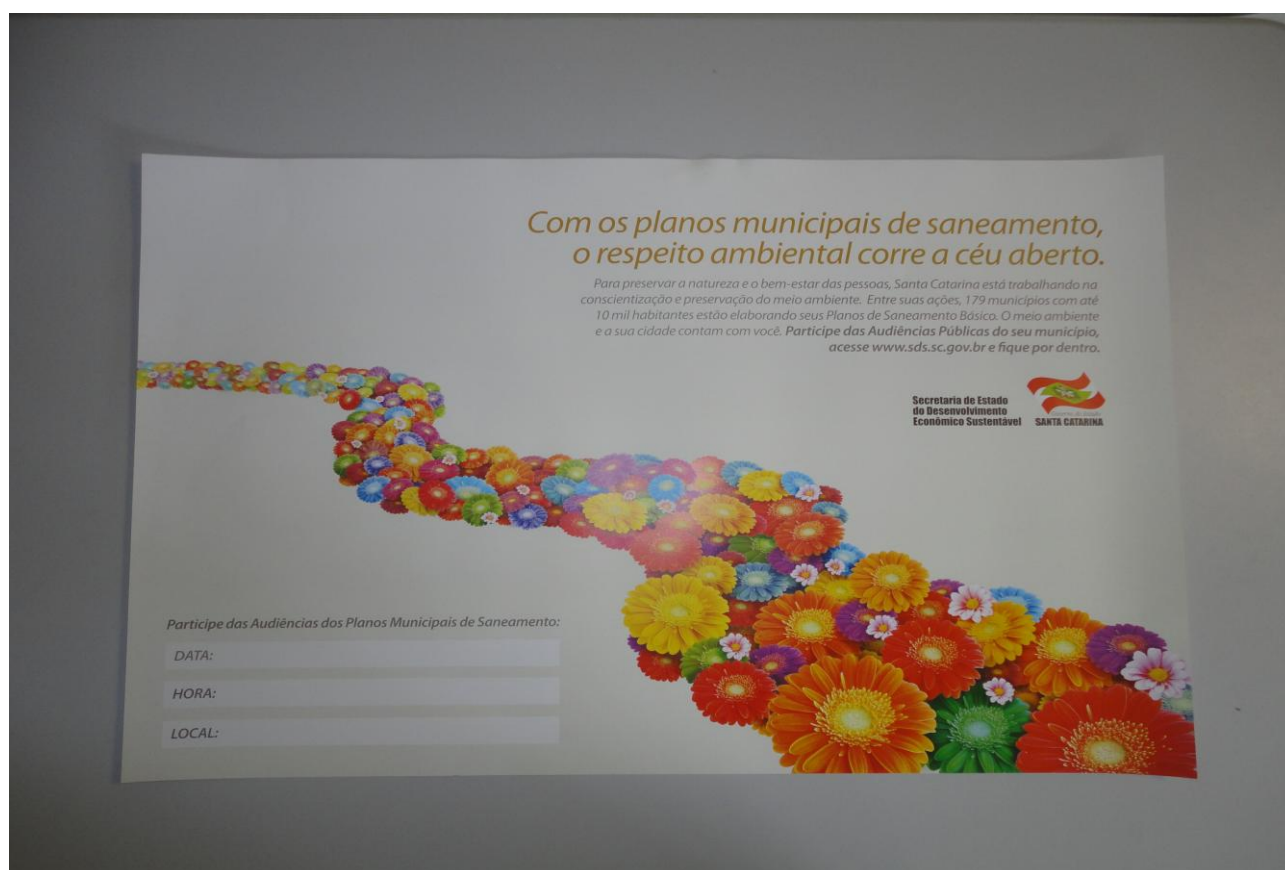 Com os planos municipais de saneamento,
o respeito ambiental corre a céu aberto.
Para preservar a natureza e o bem-estar das pessoas, Santa Catarina está trabalhando na
conscientização e preservação do meio ambiente. Entre suas ações, 179 municípios com até
10 mil habitantes estão elaborando seus Planos de Saneamento Básico. O meio ambiente
e a sua cidade contam com você. Participe das Audiências Públicas do seu município,
acesse www.sds.sc.gov.br e fique por dentro.
Secretaria de Estado
do Desenvolvimento
Econômico Sustentável
Governo do Estado
SANTA CATARINA
Participe das Audiências dos Planos Municipais de Saneamento:
DATA:
HORA:
LOCAL: